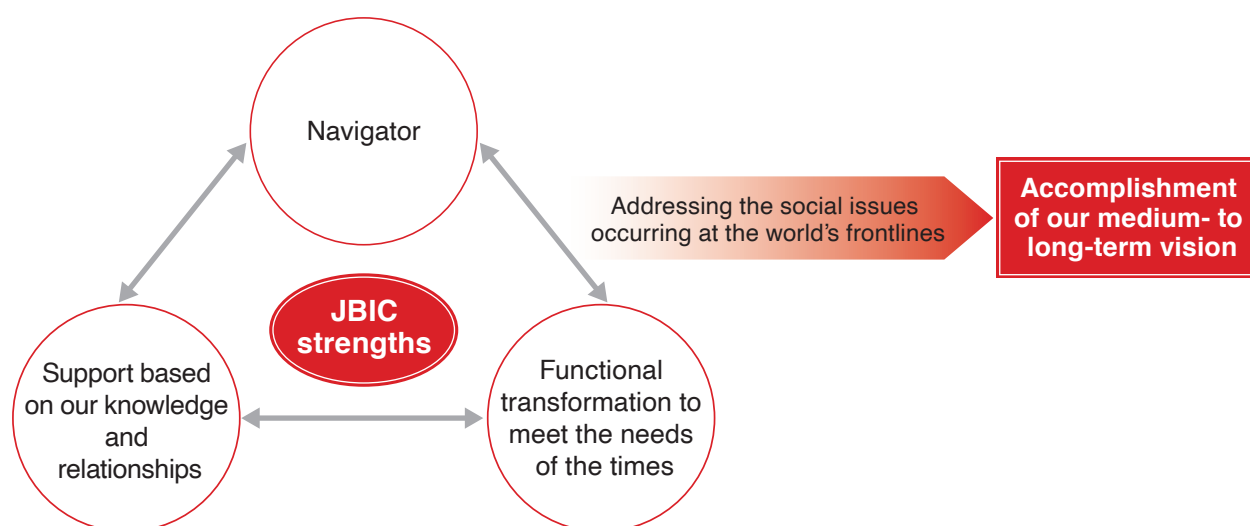 Navigator
Addressing the social issues
occurring at the world's frontlines
Accomplishment
of our medium- to
long-term vision
JBIC
strengths
Support based
on our knowledge
and
relationships
Functional
transformation to
meet the needs
of the times